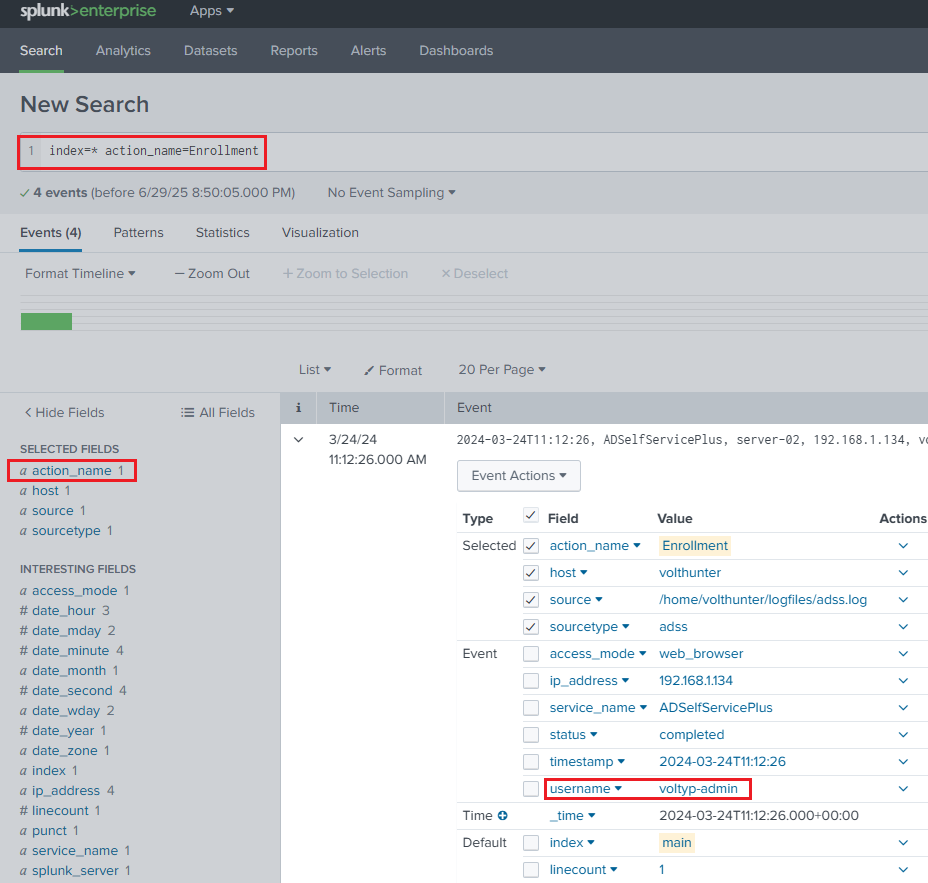 splunk>enterprise Apps
Search Analytics Datasets Reports Alerts Dashboards
New Search
1 index=* action_name=Enrollment
4 events (before 6/29/25 8:50:05.000 PM) No Event Sampling
Events (4) Patterns Statistics Visualization
Format Timeline — Zoom Out + Zoom to Selection × Deselect
List Format 20 Per Page
< Hide Fields All Fields
i Time Event
SELECTED FIELDS
a action_name 1
a host 1
a source 1
a sourcetype 1
INTERESTING FIELDS
a access_mode 1
# date_hour 3
# date_mday 2
# date_minute 4
a date_month 1
# date_second 4
a date_wday 2
# date_year 1
a date_zone 1
a index 1
a ip_address 4
# linecount 1
a punct 1
a service_name 1
a splunk_server 1
3/24/24
11:12:26.000 AM
2024-03-24T11:12:26, ADSelfServicePlus, server-02, 192.168.1.134, vo
Event Actions
Type Field Value Actions
Selected action_name Enrollment
host volthunter
source /home/volthunter/logfiles/adss.log
sourcetype adss
Event access_mode web_browser
ip_address 192.168.1.134
service_name ADSelfServicePlus
status completed
timestamp 2024-03-24T11:12:26
username voltyp-admin
Time + _time 2024-03-24T11:12:26.000+00:00
Default index main
linecount 1